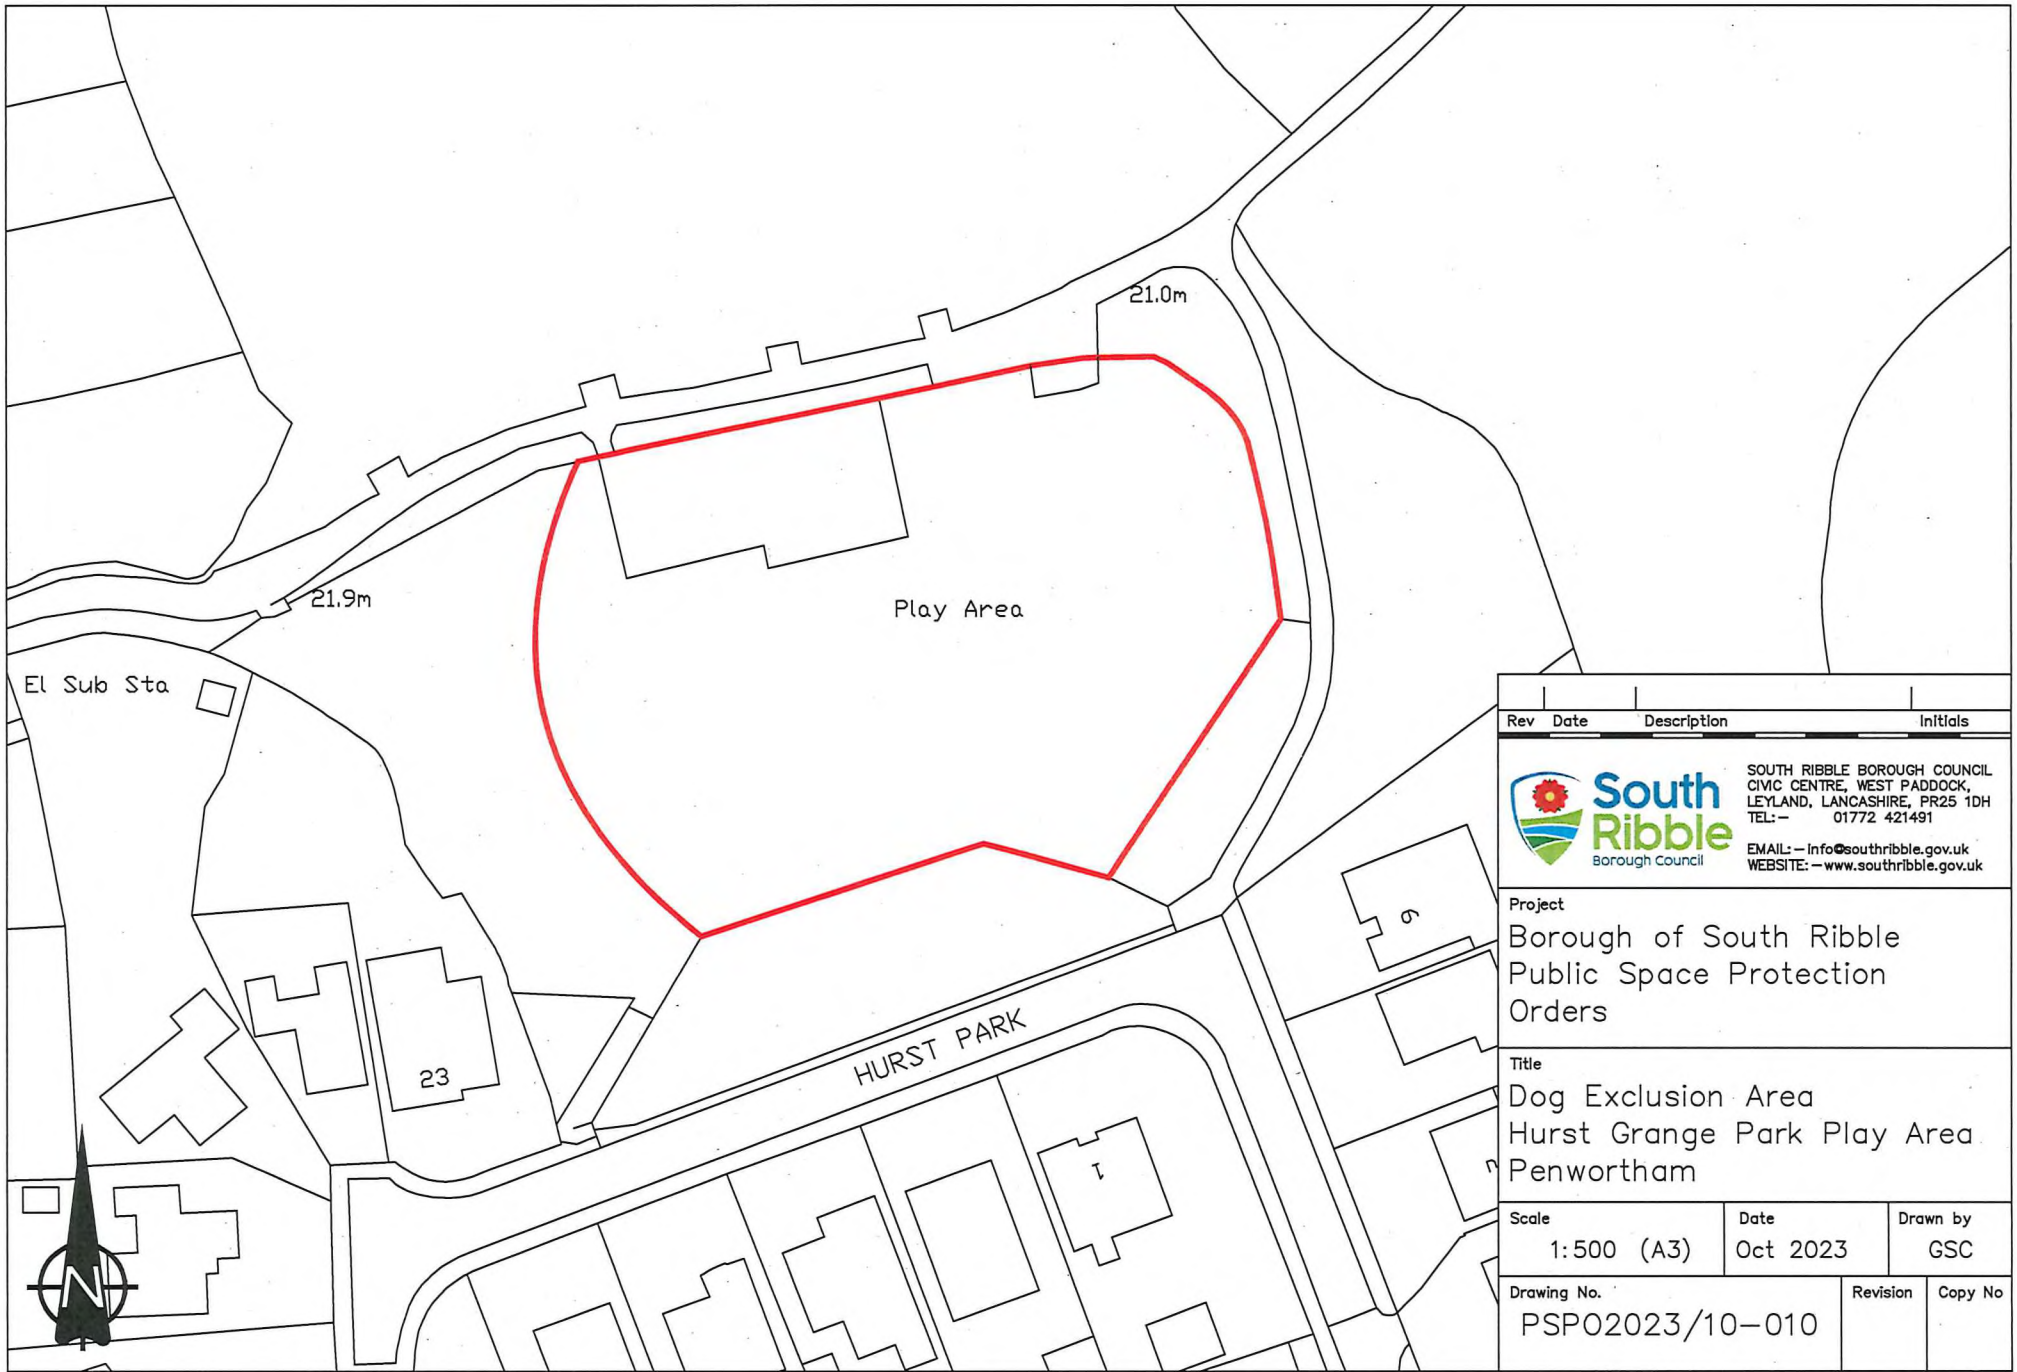 21.0m
21.9m
Play Area
El Sub Sta
23
HURST PARK
1
9
N
Rev Date Description Initials
South
Ribble
Borough Council
SOUTH RIBBLE BOROUGH COUNCIL
CIVIC CENTRE, WEST PADDOCK,
LEYLAND, LANCASHIRE, PR25 1DH
TEL:- 01772 421491
EMAIL:-info@southribble.gov.uk
WEBSITE:-www.southribble.gov.uk
Project
Borough of South Ribble
Public Space Protection
Orders
Title
Dog Exclusion Area
Hurst Grange Park Play Area
Penwortham
Scale
1:500 (A3)
Date
Oct 2023
Drawn by
GSC
Drawing No.
PSPO2023/10-010
Revision
Copy No